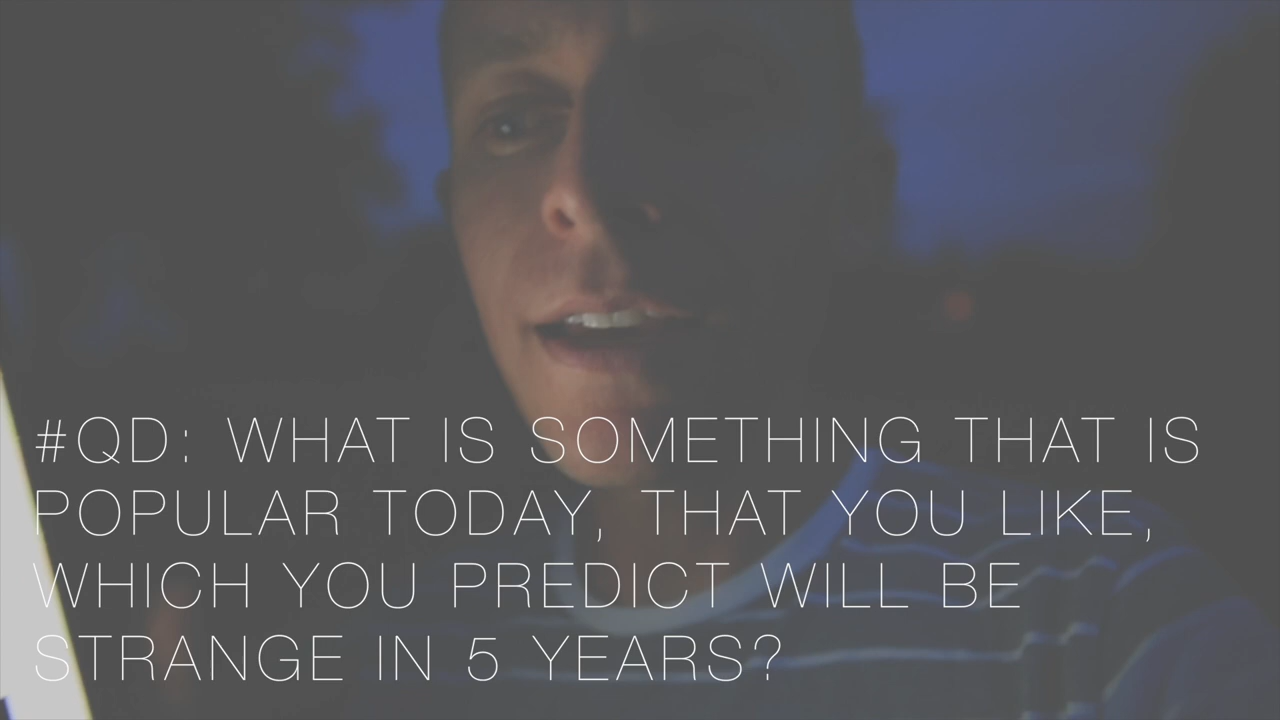 #QD: WHAT IS SOMETHING THAT IS
POPULAR TODAY, THAT YOU LIKE,
WHICH YOU PREDICT WILL BE
STRANGE IN 5 YEARS?